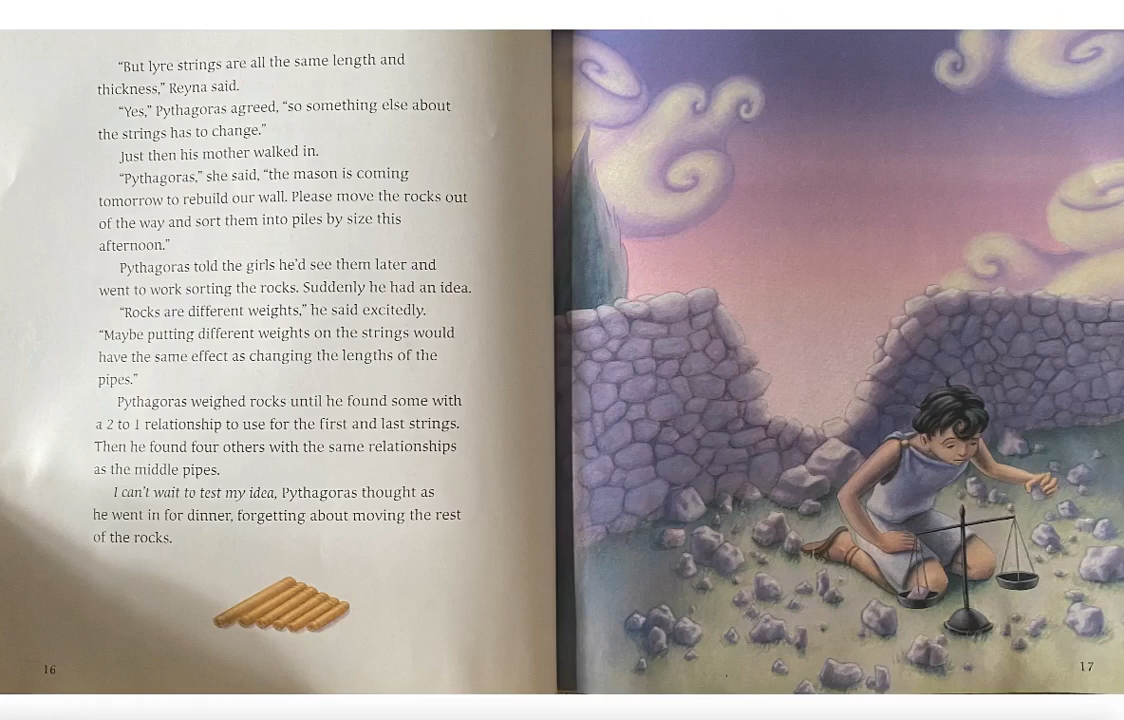 “But lyre strings are all the same length and
thickness,” Reyna said.
“Yes,” Pythagoras agreed, “so something else about
the strings has to change.”
Just then his mother walked in.
“Pythagoras,” she said, “the mason is coming
tomorrow to rebuild our wall. Please move the rocks out
of the way and sort them into piles by size this
afternoon.”
Pythagoras told the girls he’d see them later and
went to work sorting the rocks. Suddenly he had an idea.
“Rocks are different weights,” he said excitedly.
“Maybe putting different weights on the strings would
have the same effect as changing the lengths of the
pipes.”
Pythagoras weighed rocks until he found some with
a 2 to 1 relationship to use for the first and last strings.
Then he found four others with the same relationships
as the middle pipes.
I can’t wait to test my idea, Pythagoras thought as
he went in for dinner, forgetting about moving the rest
of the rocks.
16
17